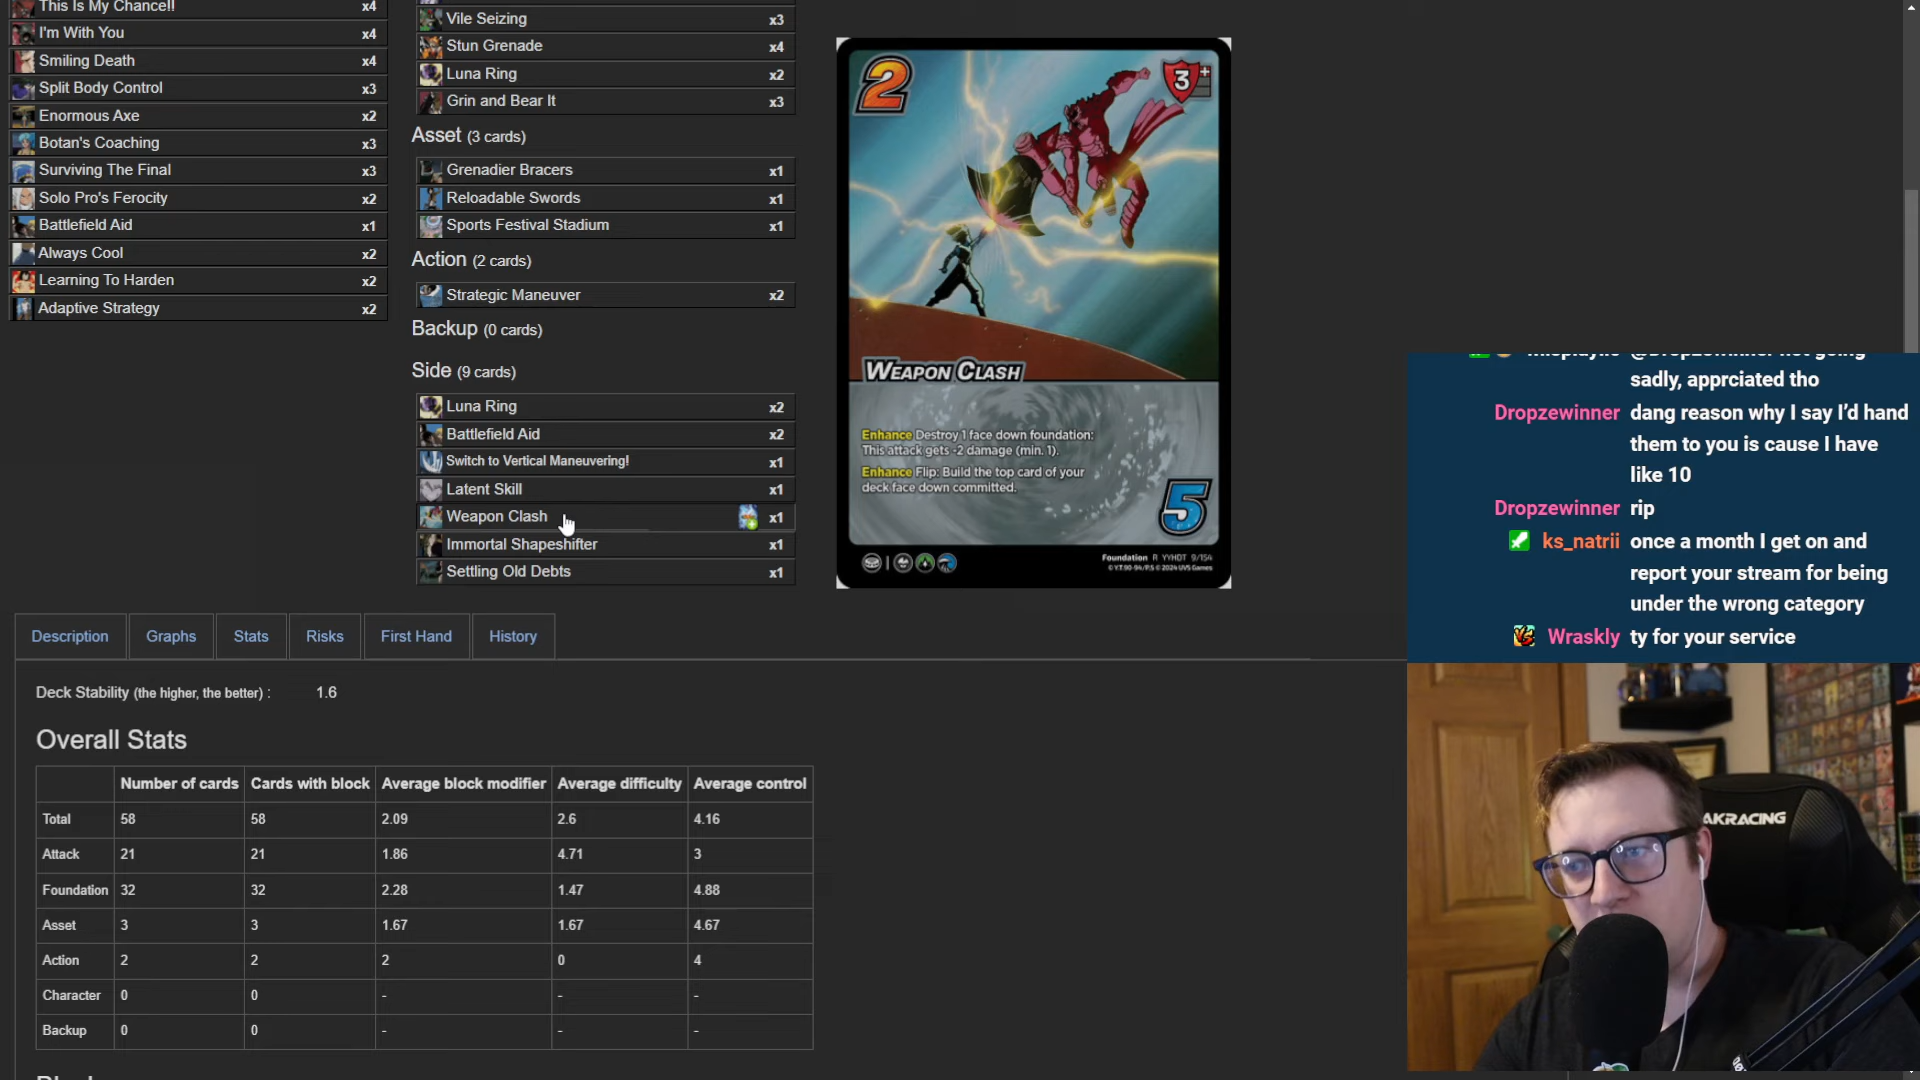 This Is My Chance!! x4
I'm With You x4
Smiling Death x4
Split Body Control x3
Enormous Axe x2
Botan's Coaching x3
Surviving The Final x3
Solo Pro's Ferocity x2
Battlefield Aid x1
Always Cool x2
Learning To Harden x2
Adaptive Strategy x2
Vile Seizing x3
Stun Grenade x4
Luna Ring x2
Grin and Bear It x3
Asset (3 cards)
Grenadier Bracers x1
Reloadable Swords x1
Sports Festival Stadium x1
Action (2 cards)
Strategic Maneuver x2
Backup (0 cards)
Side (9 cards)
Luna Ring x2
Battlefield Aid x2
Switch to Vertical Maneuvering! x1
Latent Skill x1
Weapon Clash x1
Immortal Shapeshifter x1
Settling Old Debts x1
2
3
+
WEAPON CLASH
Enhance Destroy 1 face down foundation:
This attack gets -2 damage (min. 1).
Enhance Flip: Build the top card of your
deck face down committed.
5
Foundation R YYHDT 9/154
© Y.T.90-94/P.S © 2024 UVS Games
@Dropzewinner not going
sadly, apprciated tho
Dropzewinner dang reason why I say I'd hand
them to you is cause I have
like 10
Dropzewinner rip
ks_natrii once a month I get on and
report your stream for being
under the wrong category
Wraskly ty for your service
AKRACING
Description Graphs Stats Risks First Hand History
Deck Stability (the higher, the better) : 1.6
Overall Stats
Number of cards Cards with block Average block modifier Average difficulty Average control
Total 58 58 2.09 2.6 4.16
Attack 21 21 1.86 4.71 3
Foundation 32 32 2.28 1.47 4.88
Asset 3 3 1.67 1.67 4.67
Action 2 2 2 0 4
Character 0 0 - - -
Backup 0 0 - - -